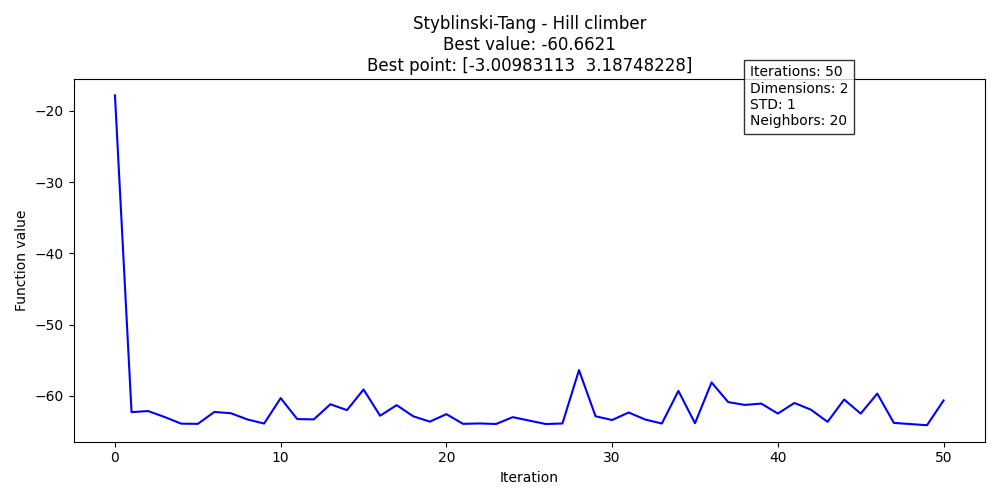 Styblinski-Tang - Hill climber
Best value: -60.6621
Best point: [-3.00983113  3.18748228]
Iterations: 50
Dimensions: 2
STD: 1
Neighbors: 20
Function value
−20
−30
−40
−50
−60
0
10
20
30
40
50
Iteration